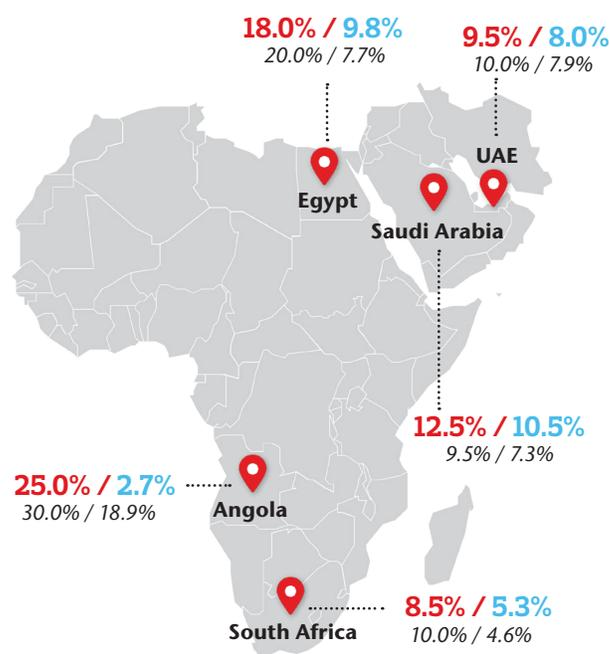 18.0% / 9.8%
20.0% / 7.7%
9.5% / 8.0%
10.0% / 7.9%
UAE
Egypt
Saudi Arabia
12.5% / 10.5%
9.5% / 7.3%
25.0% / 2.7%
30.0% / 18.9%
Angola
8.5% / 5.3%
10.0% / 4.6%
South Africa